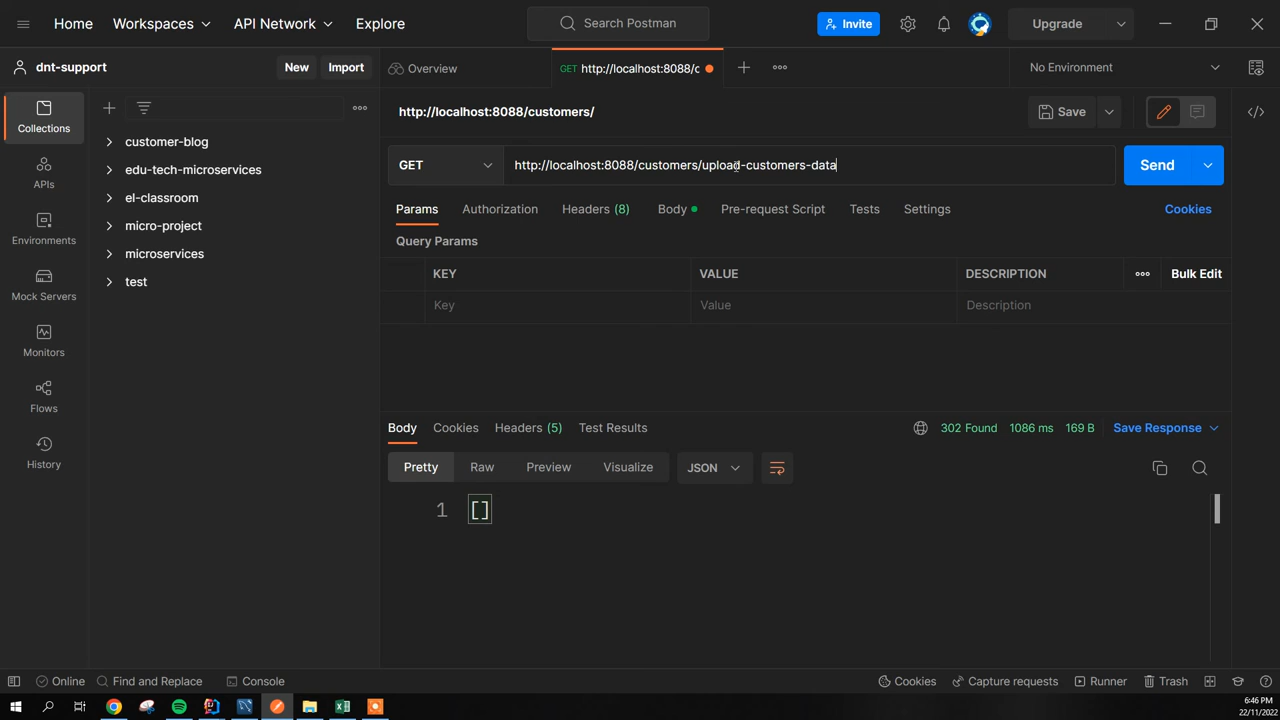 Home Workspaces API Network Explore Search Postman Invite Upgrade
dnt-support New Import Overview GET http://localhost:8088/c No Environment
Collections
APIs
Environments
Mock Servers
Monitors
Flows
History
customer-blog
edu-tech-microservices
el-classroom
micro-project
microservices
test
http://localhost:8088/customers/ Save
GET http://localhost:8088/customers/upload-customers-data Send
Params Authorization Headers (8) Body Pre-request Script Tests Settings Cookies
Query Params
KEY VALUE DESCRIPTION Bulk Edit
Key Value Description
Body Cookies Headers (5) Test Results 302 Found 1086 ms 169 B Save Response
Pretty Raw Preview Visualize JSON
1 []
Online Find and Replace Console Cookies Capture requests Runner Trash
6:46 PM
22/11/2022